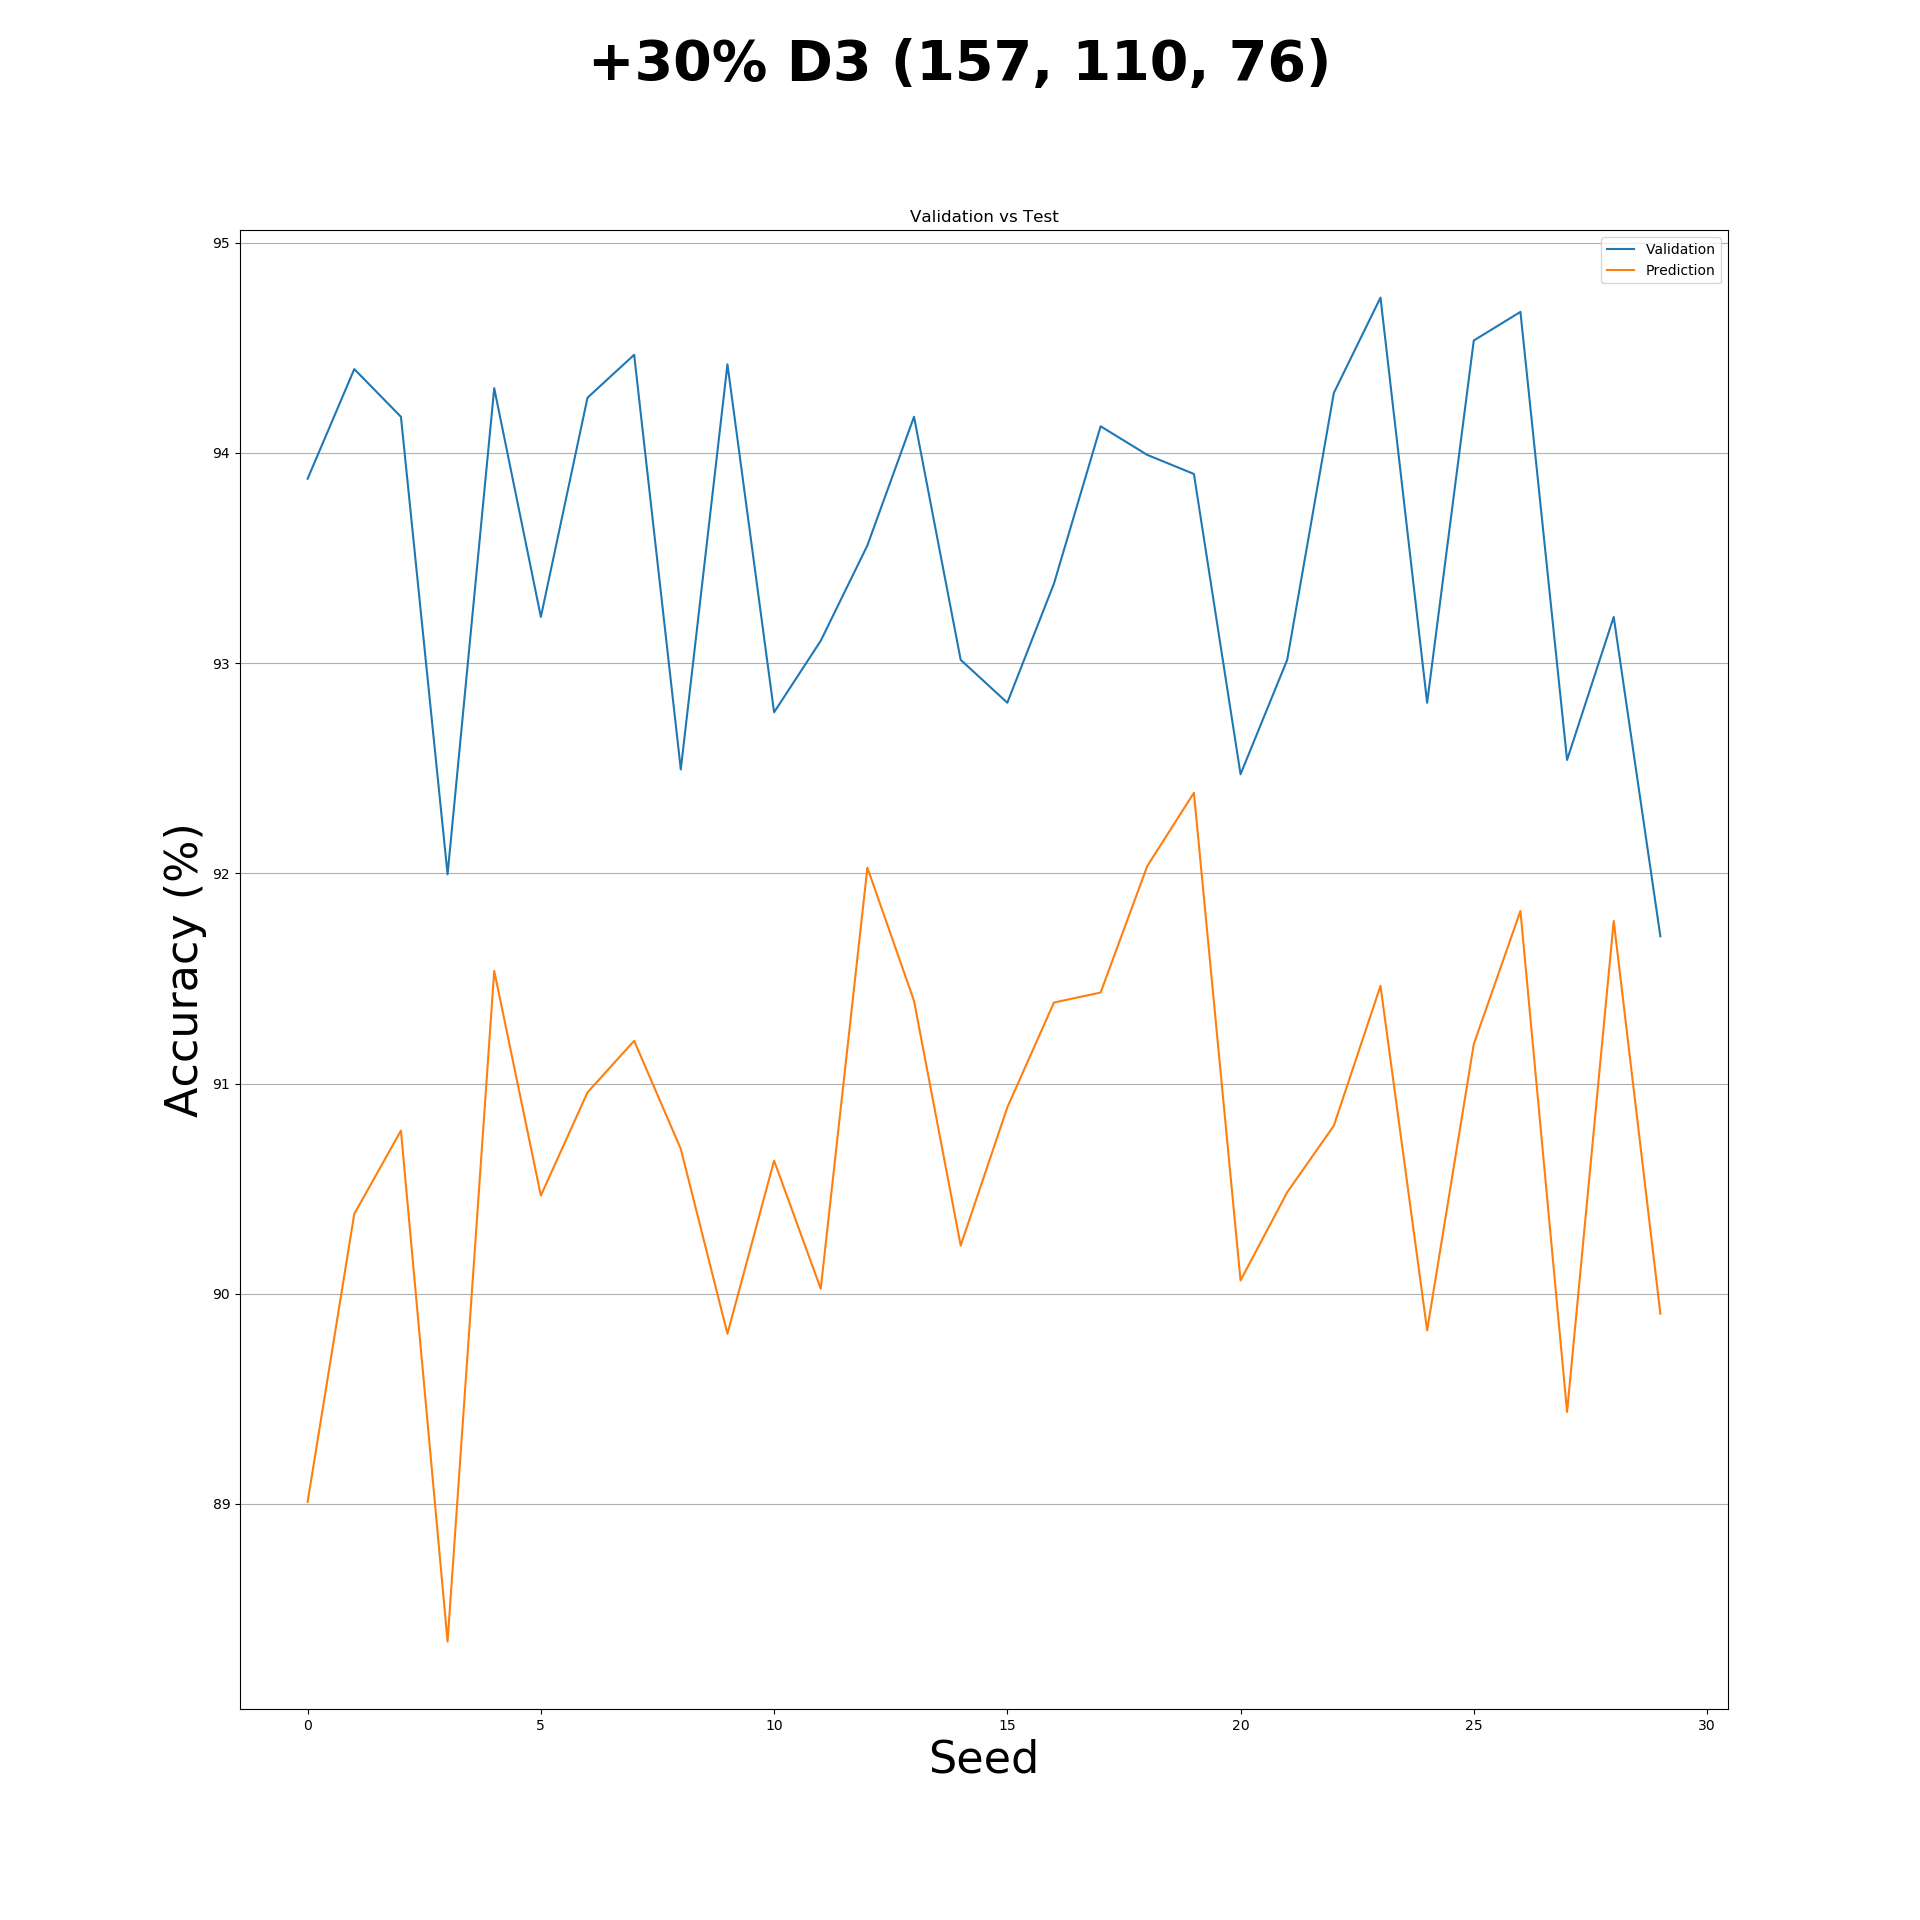 +30% D3 (157, 110, 76)
Validation vs Test
95
94
93
92
91
90
89
Accuracy (%)
Validation
Prediction
0 5 10 15 20 25 30
Seed